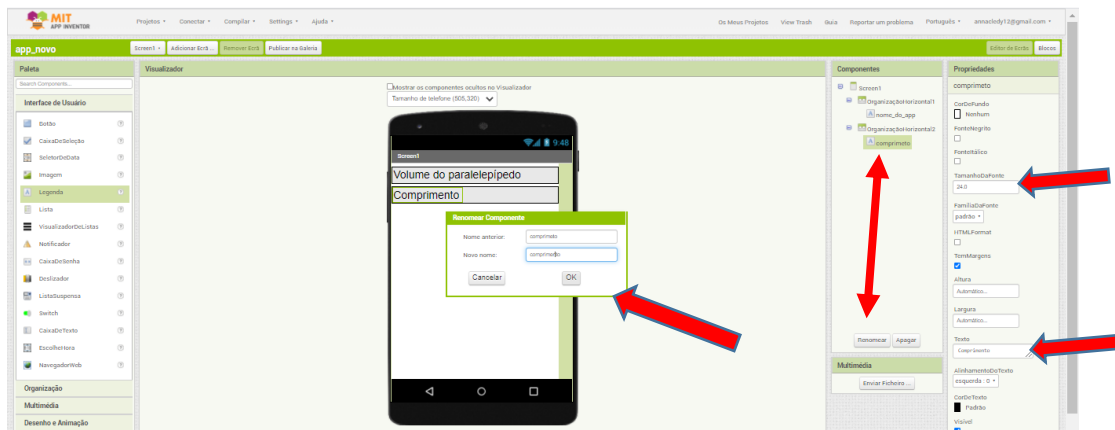 MIT
APP INVENTOR
Projetos Conectar Compilar Settings Ajuda
Os Meus Projetos View Trash Guia Reportar um problema Português annacledy12@gmail.com
app_novo Screen1 Adicionar Ecrã ... Remover Ecrã Publicar na Galeria Editor de Ecrãs Blocos
Paleta
Search Components...
Interface de Usuário
Botão
CaixaDeSeleção
SeletorDeData
Imagem
Legenda
Lista
VisualizadorDeListas
Notificador
CaixaDeSenha
Deslizador
ListaSuspensa
Switch
CaixaDeTexto
EscolheHora
NavegadorWeb
Organização
Multimédia
Desenho e Animação
Visualizador
Mostrar os componentes ocultos no Visualizador
Tamanho de telefone (505,320)
9:48
Screen1
Volume do paralelepípedo
Comprimento
Renomear Componente
Nome anterior: comprimeto
Novo nome:
Cancelar OK
Componentes
Screen1
OrganizaçãoHorizontal1
nome_do_app
OrganizaçãoHorizontal2
comprimeto
Renomear Apagar
Multimédia
Enviar Ficheiro ...
Propriedades
comprimeto
CorDeFundo
Nenhum
FonteNegrito
FonteItálico
TamanhoDaFonte
24.0
FamíliaDaFonte
padrão
HTMLFormat
TemMargens
Altura
Automático...
Largura
Automático...
Texto
Comprimento
AlinhamentoDoTexto
esquerda : 0
CorDeTexto
Padrão
Visível